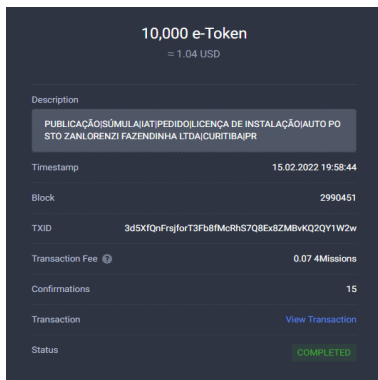 10,000 e-Token
≈ 1.04 USD
Description
PUBLICAÇÃO|SÚMULA|IAT|PEDIDO|LICENÇA DE INSTALAÇÃO|AUTO PO
STO ZANLORENZI FAZENDINHA LTDA|CURITIBA|PR
Timestamp 15.02.2022 19:58:44
Block 2990451
TXID 3d5XfQnFrsjforT3Fb8fMcRhS7Q8Ex8ZMBvKQ2QY1W2w
Transaction Fee ? 0.07 4Missions
Confirmations 15
Transaction View Transaction
Status COMPLETED